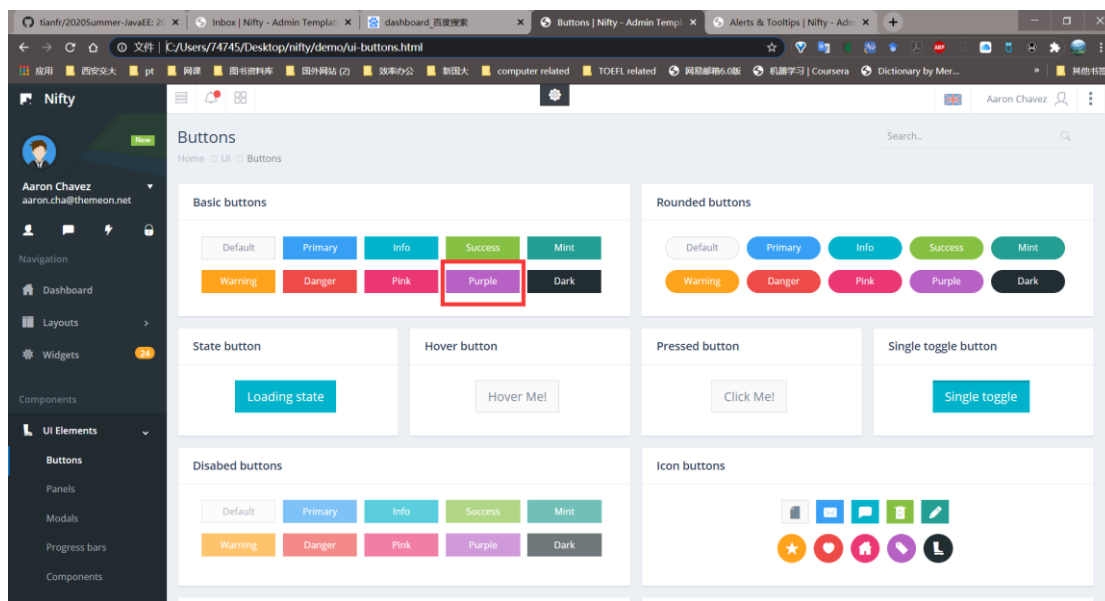 tianfr/2020Summer-JavaEE: 20 Inbox | Nifty - Admin Template dashboard_百度搜索 Buttons | Nifty - Admin Templ Alerts & Tooltips | Nifty - Adm
文件 | C:/Users/74745/Desktop/nifty/demo/ui-buttons.html
应用 西安交大 pt 网课 图书资料库 国外网站 (2) 效率办公 新国大 computer related TOEFL related 网易邮箱6.0版 机器学习 | Coursera Dictionary by Mer... » 其他书签
Nifty
Aaron Chavez
New
Buttons
Search..
Home UI Buttons
Aaron Chavez
aaron.cha@themeon.net
Navigation
Dashboard
Layouts
Widgets 24
Components
UI Elements
Buttons
Panels
Modals
Progress bars
Components
Basic buttons
Default Primary Info Success Mint
Warning Danger Pink Purple Dark
Rounded buttons
Default Primary Info Success Mint
Warning Danger Pink Purple Dark
State button
Loading state
Hover button
Hover Me!
Pressed button
Click Me!
Single toggle button
Single toggle
Disabed buttons
Default Primary Info Success Mint
Warning Danger Pink Purple Dark
Icon buttons